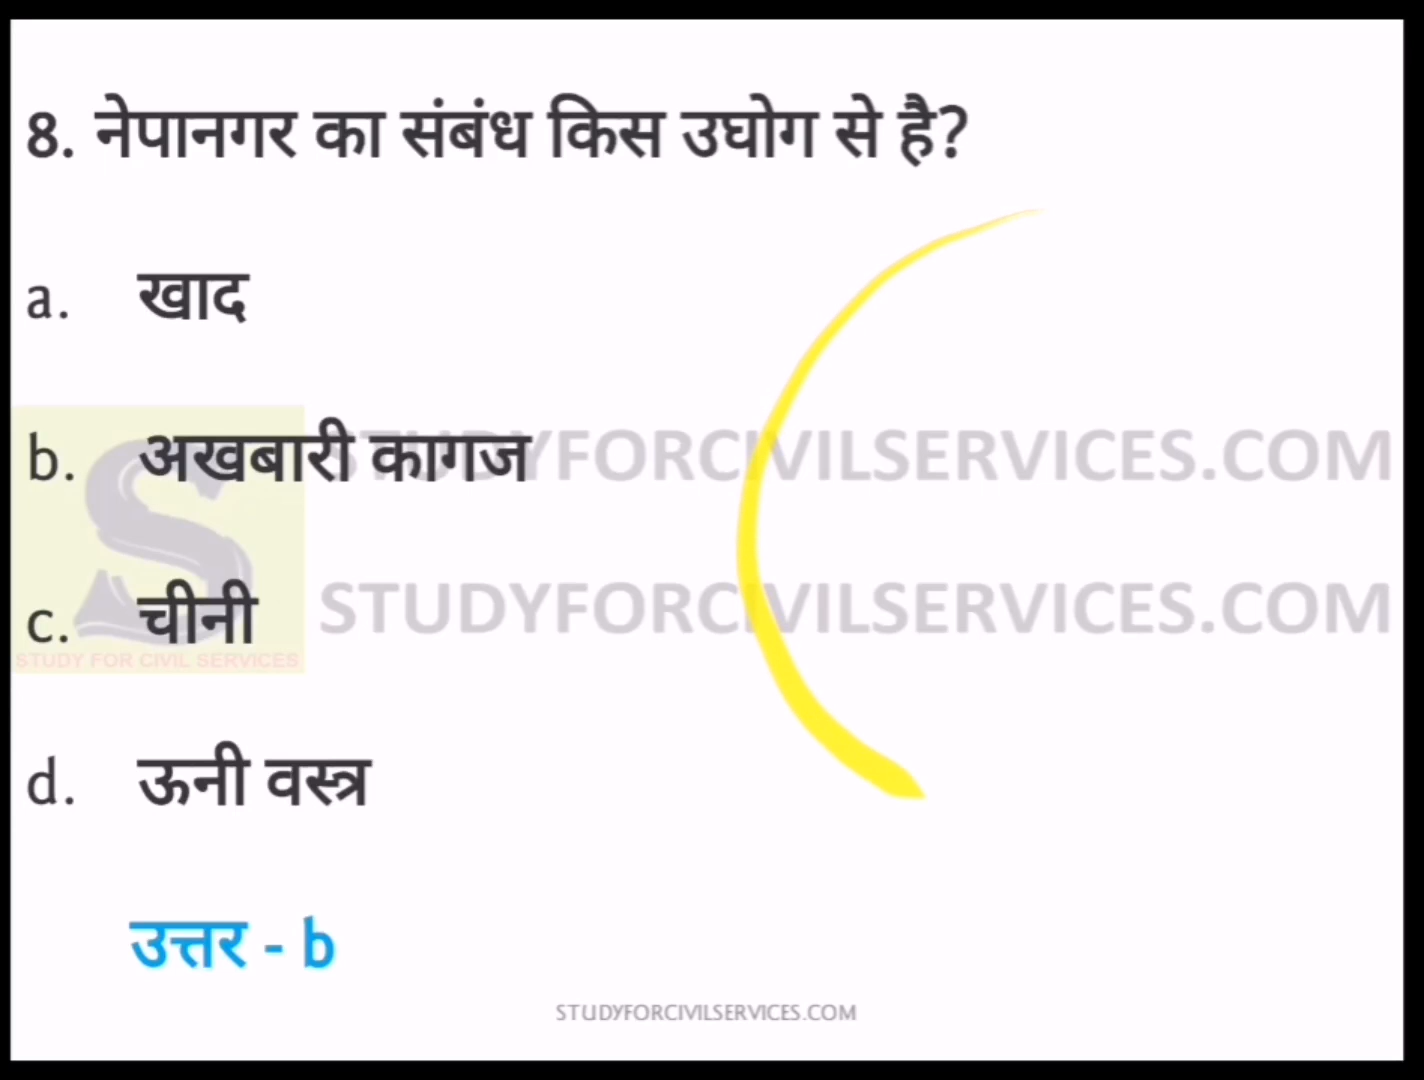 8. नेपानगर का संबंध किस उघोग से है?
a. खाद
b. अखबारी कागज
STUDYFORCIVILSERVICES.COM
c. चीनी
STUDYFORCIVILSERVICES.COM
STUDY FOR CIVIL SERVICES
d. ऊनी वस्त्र
उत्तर - b
STUDYFORCIVILSERVICES.COM